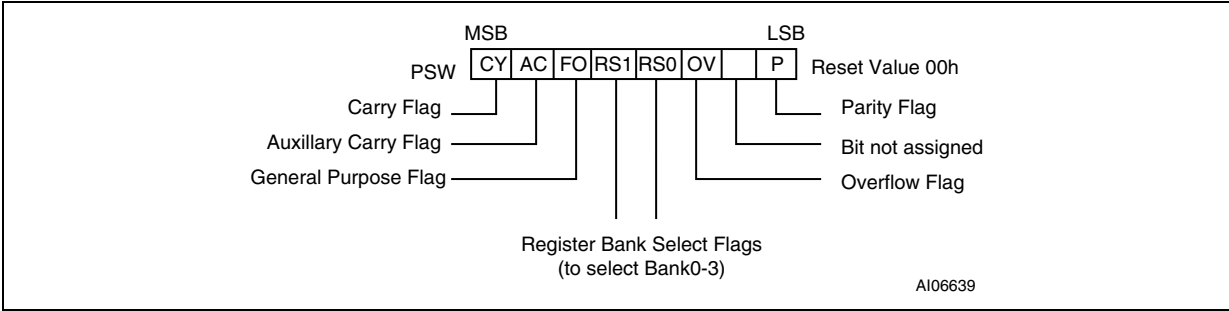 MSB LSB
PSW CY AC FO RS1 RS0 OV P Reset Value 00h
Carry Flag Parity Flag
Auxillary Carry Flag Bit not assigned
General Purpose Flag Overflow Flag
Register Bank Select Flags
(to select Bank0-3)
AI06639